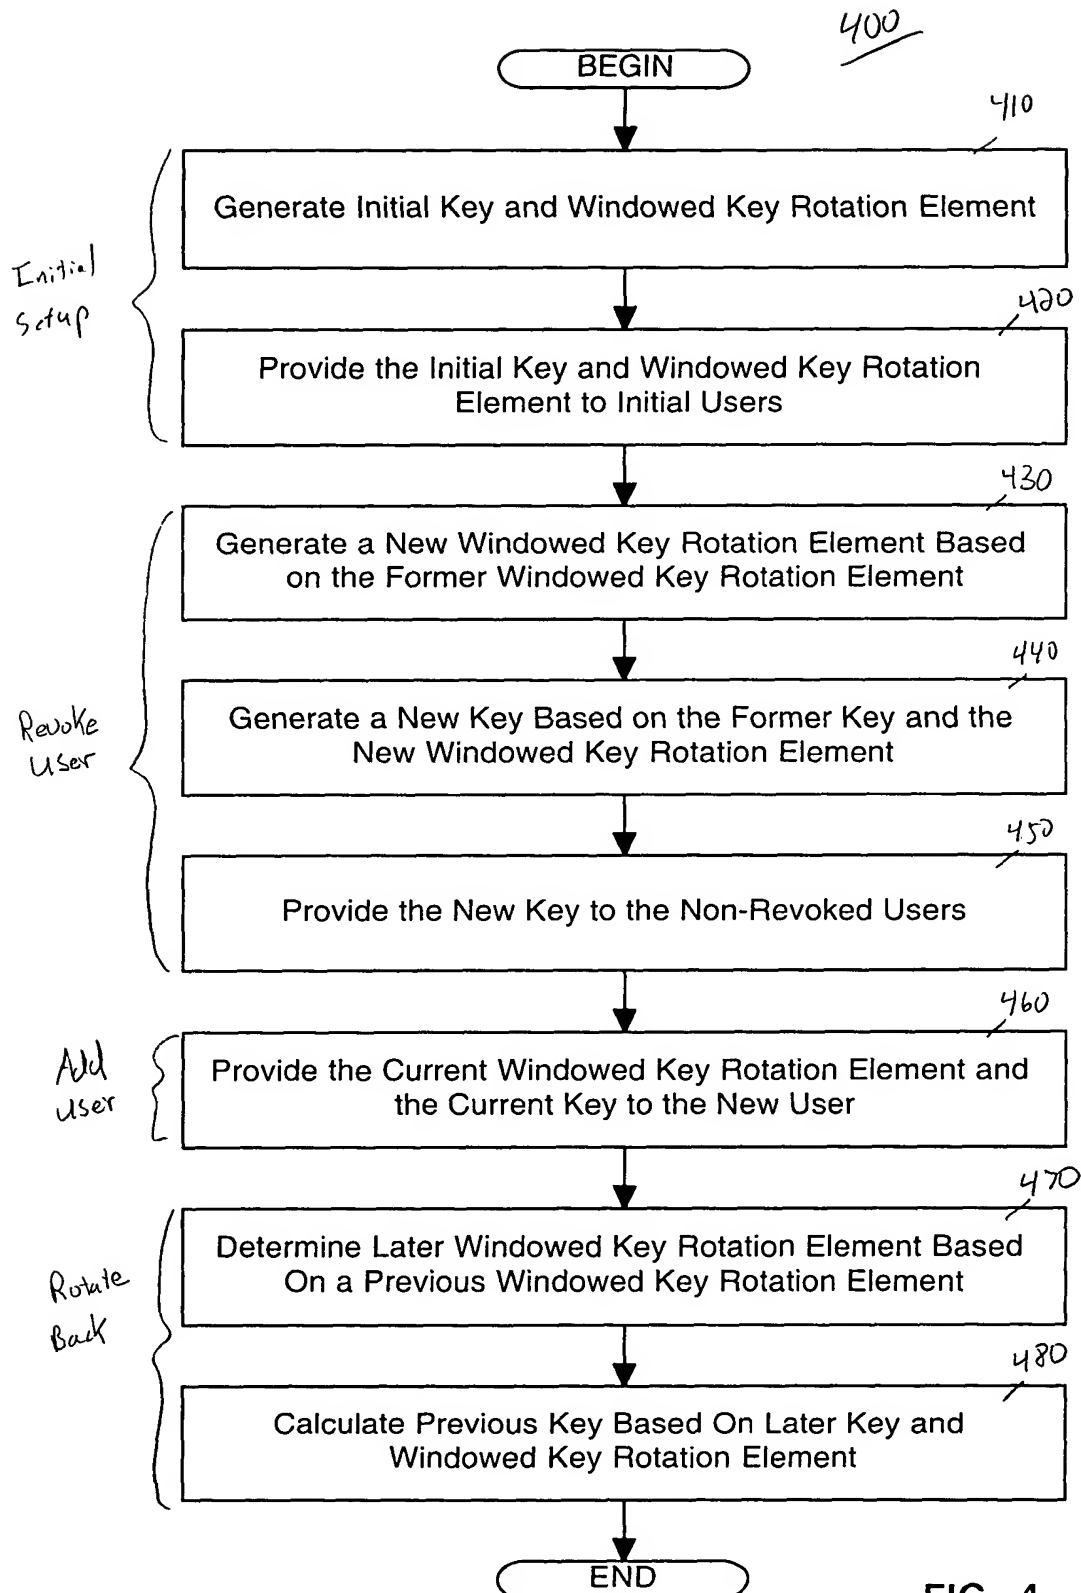 400
BEGIN
410
Generate Initial Key and Windowed Key Rotation Element
Initial
Setup
420
Provide the Initial Key and Windowed Key Rotation
Element to Initial Users
430
Generate a New Windowed Key Rotation Element Based
on the Former Windowed Key Rotation Element
440
Generate a New Key Based on the Former Key and the
New Windowed Key Rotation Element
Revoke
User
450
Provide the New Key to the Non-Revoked Users
460
Add
User
Provide the Current Windowed Key Rotation Element and
the Current Key to the New User
470
Determine Later Windowed Key Rotation Element Based
On a Previous Windowed Key Rotation Element
Rotate
Back
480
Calculate Previous Key Based On Later Key and
Windowed Key Rotation Element
END